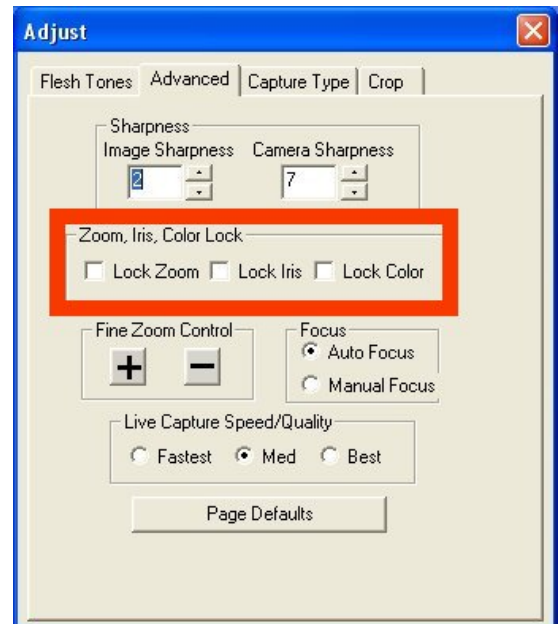 Adjust
Flesh Tones Advanced Capture Type Crop
Sharpness
Image Sharpness Camera Sharpness
2 7
Zoom, Iris, Color Lock
Lock Zoom Lock Iris Lock Color
Fine Zoom Control Focus
+ − Auto Focus
Manual Focus
Live Capture Speed/Quality
Fastest Med Best
Page Defaults